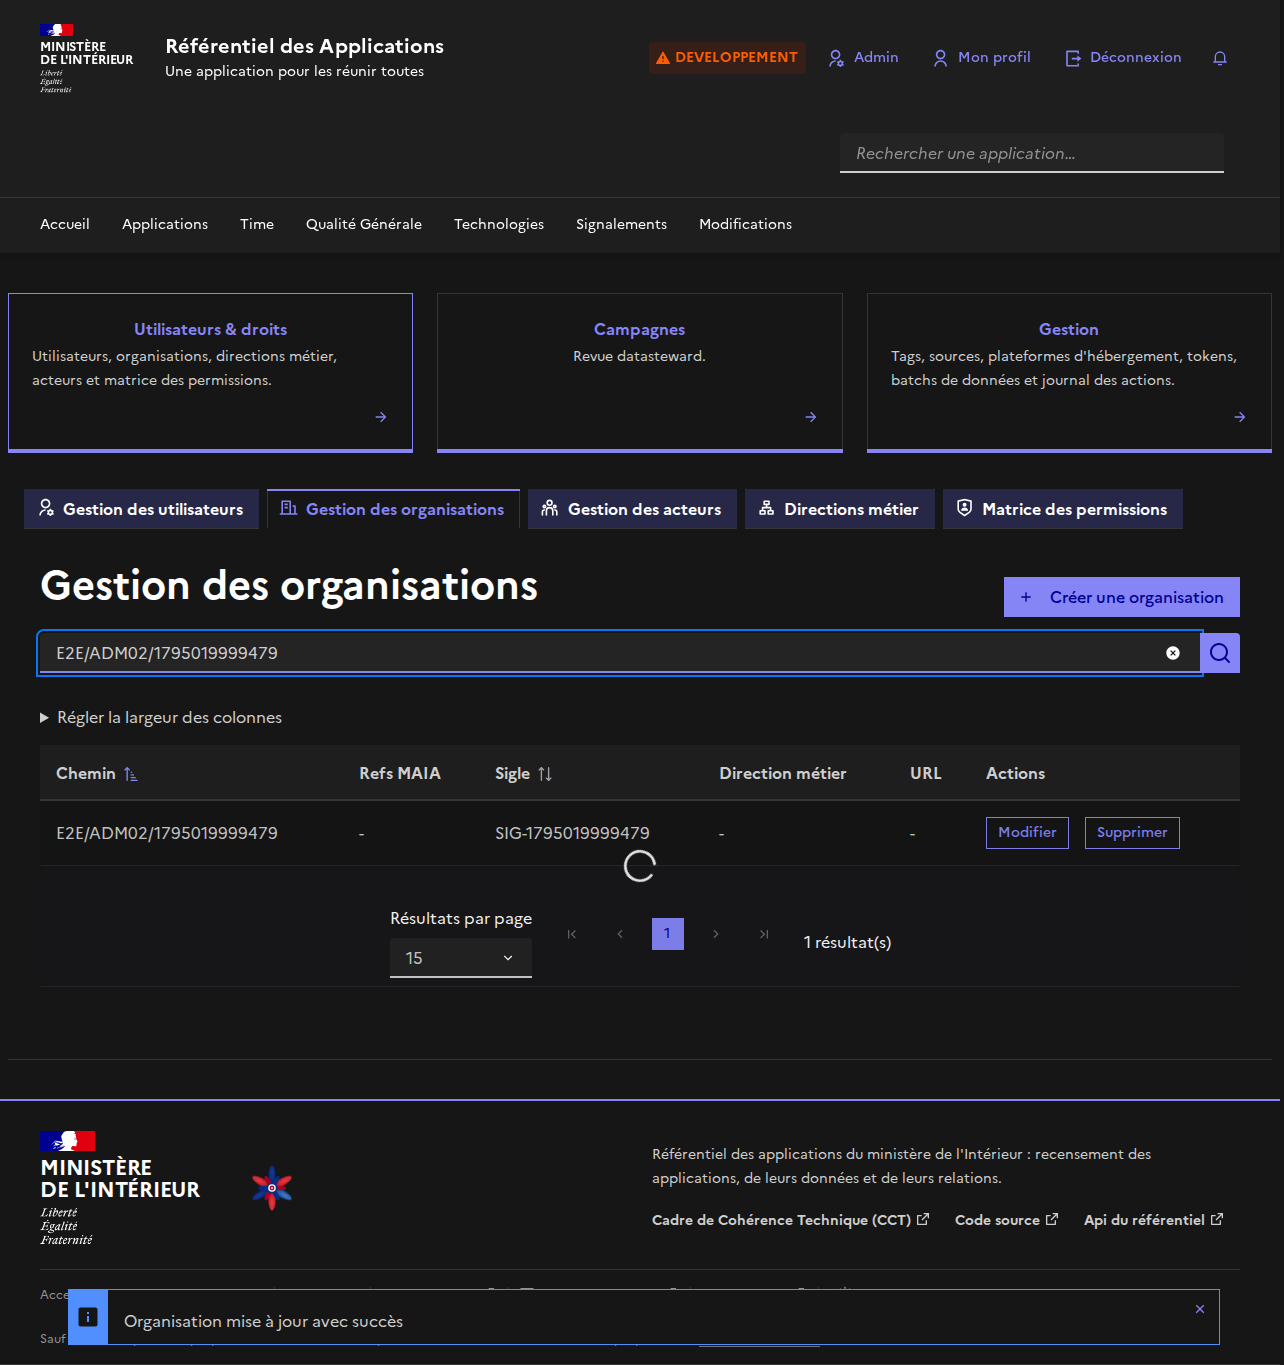 MINISTÈRE
DE L'INTÉRIEUR
Liberté
Égalité
Fraternité
Référentiel des Applications
Une application pour les réunir toutes
DEVELOPPEMENT
Admin
Mon profil
Déconnexion
Rechercher une application…
Accueil
Applications
Time
Qualité Générale
Technologies
Signalements
Modifications
Utilisateurs & droits
Utilisateurs, organisations, directions métier,
acteurs et matrice des permissions.
Campagnes
Revue datasteward.
Gestion
Tags, sources, plateformes d'hébergement, tokens,
batchs de données et journal des actions.
Gestion des utilisateurs
Gestion des organisations
Gestion des acteurs
Directions métier
Matrice des permissions
Gestion des organisations
Créer une organisation
E2E/ADM02/1795019999479
Régler la largeur des colonnes
Chemin Refs MAIA Sigle Direction métier URL Actions
E2E/ADM02/1795019999479 - SIG-1795019999479 - - Modifier Supprimer
Résultats par page
15
1
1 résultat(s)
MINISTÈRE
DE L'INTÉRIEUR
Liberté
Égalité
Fraternité
Référentiel des applications du ministère de l'Intérieur : recensement des
applications, de leurs données et de leurs relations.
Cadre de Cohérence Technique (CCT)
Code source
Api du référentiel
Organisation mise à jour avec succès
Sauf